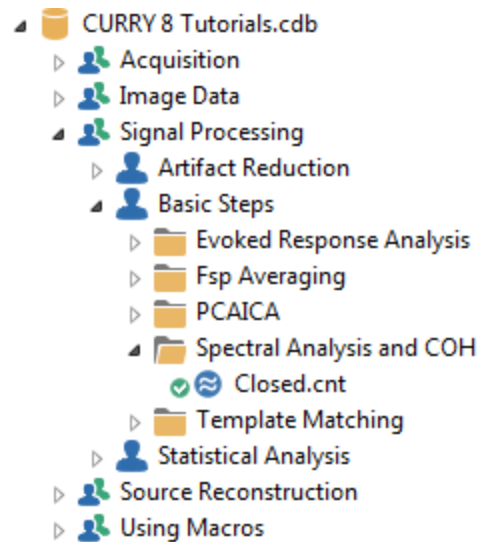 CURRY 8 Tutorials.cdb
Acquisition
Image Data
Signal Processing
Artifact Reduction
Basic Steps
Evoked Response Analysis
Fsp Averaging
PCAICA
Spectral Analysis and COH
Closed.cnt
Template Matching
Statistical Analysis
Source Reconstruction
Using Macros